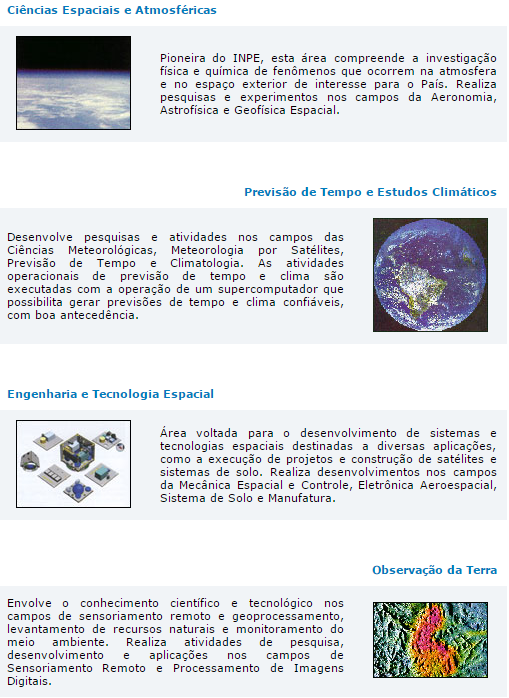 Ciências Espaciais e Atmosféricas
Pioneira do INPE, esta área compreende a investigação
física e química de fenômenos que ocorrem na atmosfera
e no espaço exterior de interesse para o País. Realiza
pesquisas e experimentos nos campos da Aeronomia,
Astrofísica e Geofísica Espacial.
Previsão de Tempo e Estudos Climáticos
Desenvolve pesquisas e atividades nos campos das
Ciências Meteorológicas, Meteorologia por Satélites,
Previsão de Tempo e Climatologia. As atividades
operacionais de previsão de tempo e clima são
executadas com a operação de um supercomputador que
possibilita gerar previsões de tempo e clima confiáveis,
com boa antecedência.
Engenharia e Tecnologia Espacial
Área voltada para o desenvolvimento de sistemas e
tecnologias espaciais destinadas a diversas aplicações,
como a execução de projetos e construção de satélites e
sistemas de solo. Realiza desenvolvimentos nos campos
da Mecânica Espacial e Controle, Eletrônica Aeroespacial,
Sistema de Solo e Manufatura.
Observação da Terra
Envolve o conhecimento científico e tecnológico nos
campos de sensoriamento remoto e geoprocessamento,
levantamento de recursos naturais e monitoramento do
meio ambiente. Realiza atividades de pesquisa,
desenvolvimento e aplicações nos campos de
Sensoriamento Remoto e Processamento de Imagens
Digitais.